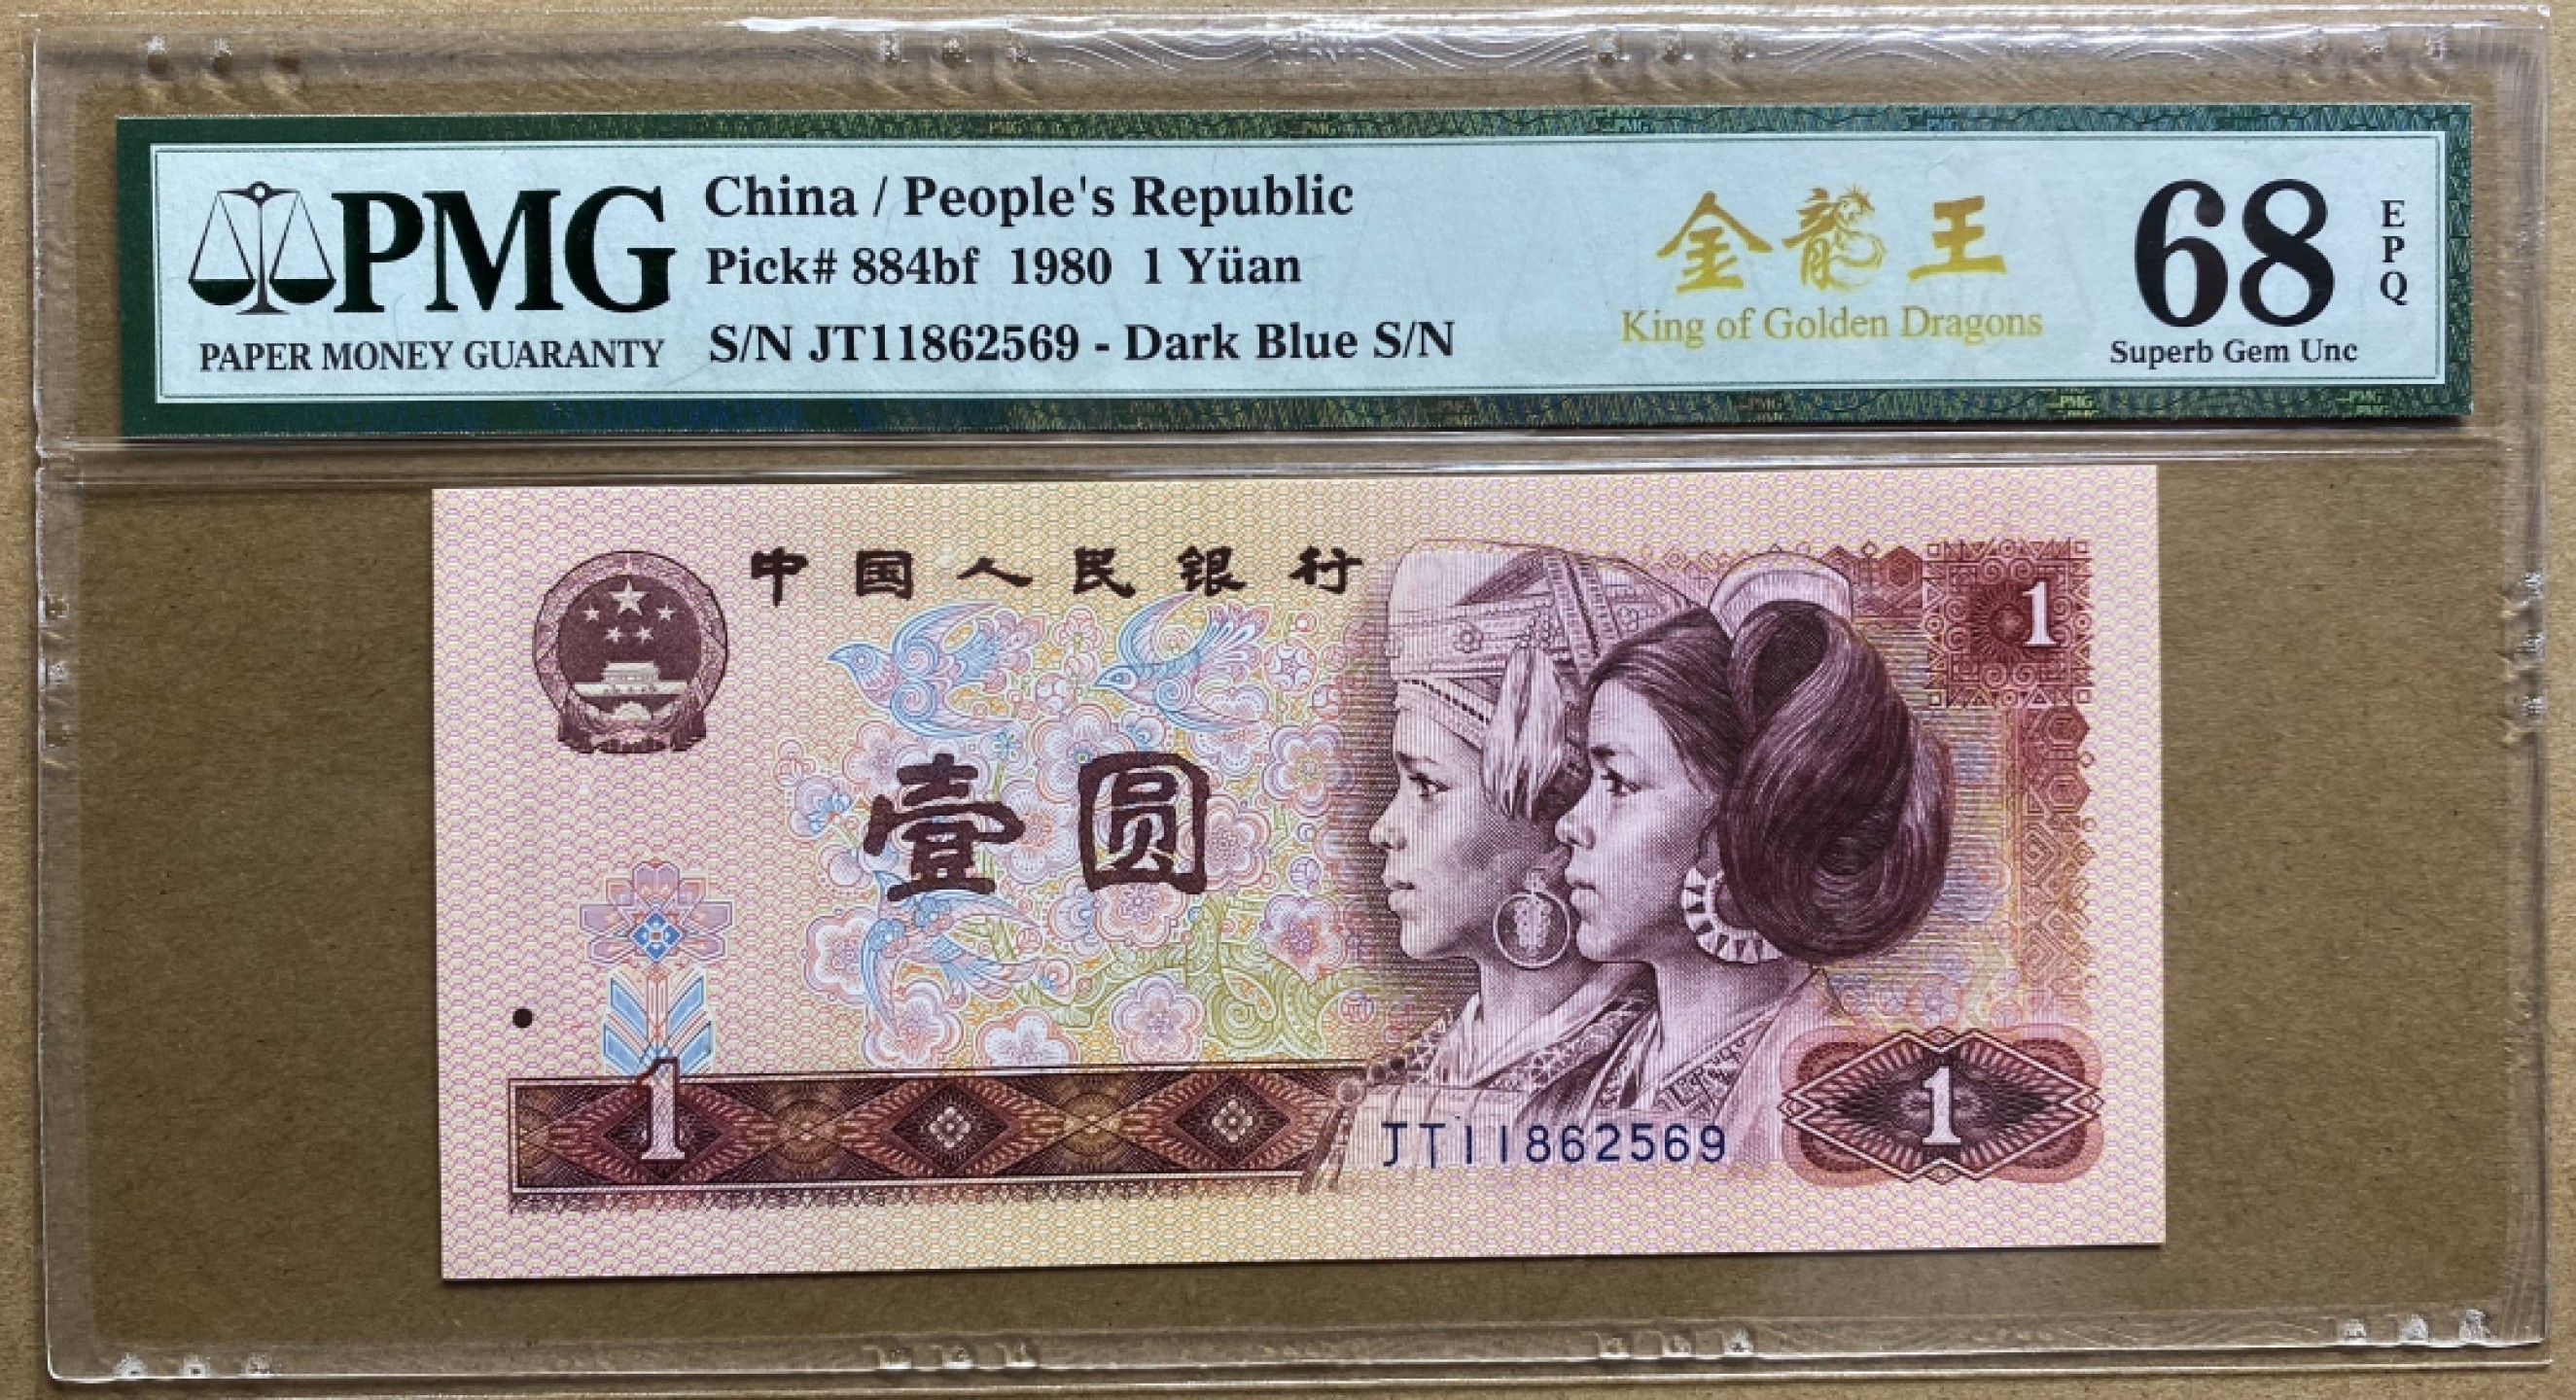 PMG
PAPER MONEY GUARANTY
China / People's Republic
Pick# 884bf 1980 1 Yüan
S/N JT11862569 - Dark Blue S/N
金龍王
King of Golden Dragons
68
EPQ
Superb Gem Unc
中国人民银行
1
壹圆
1
JT11862569
1